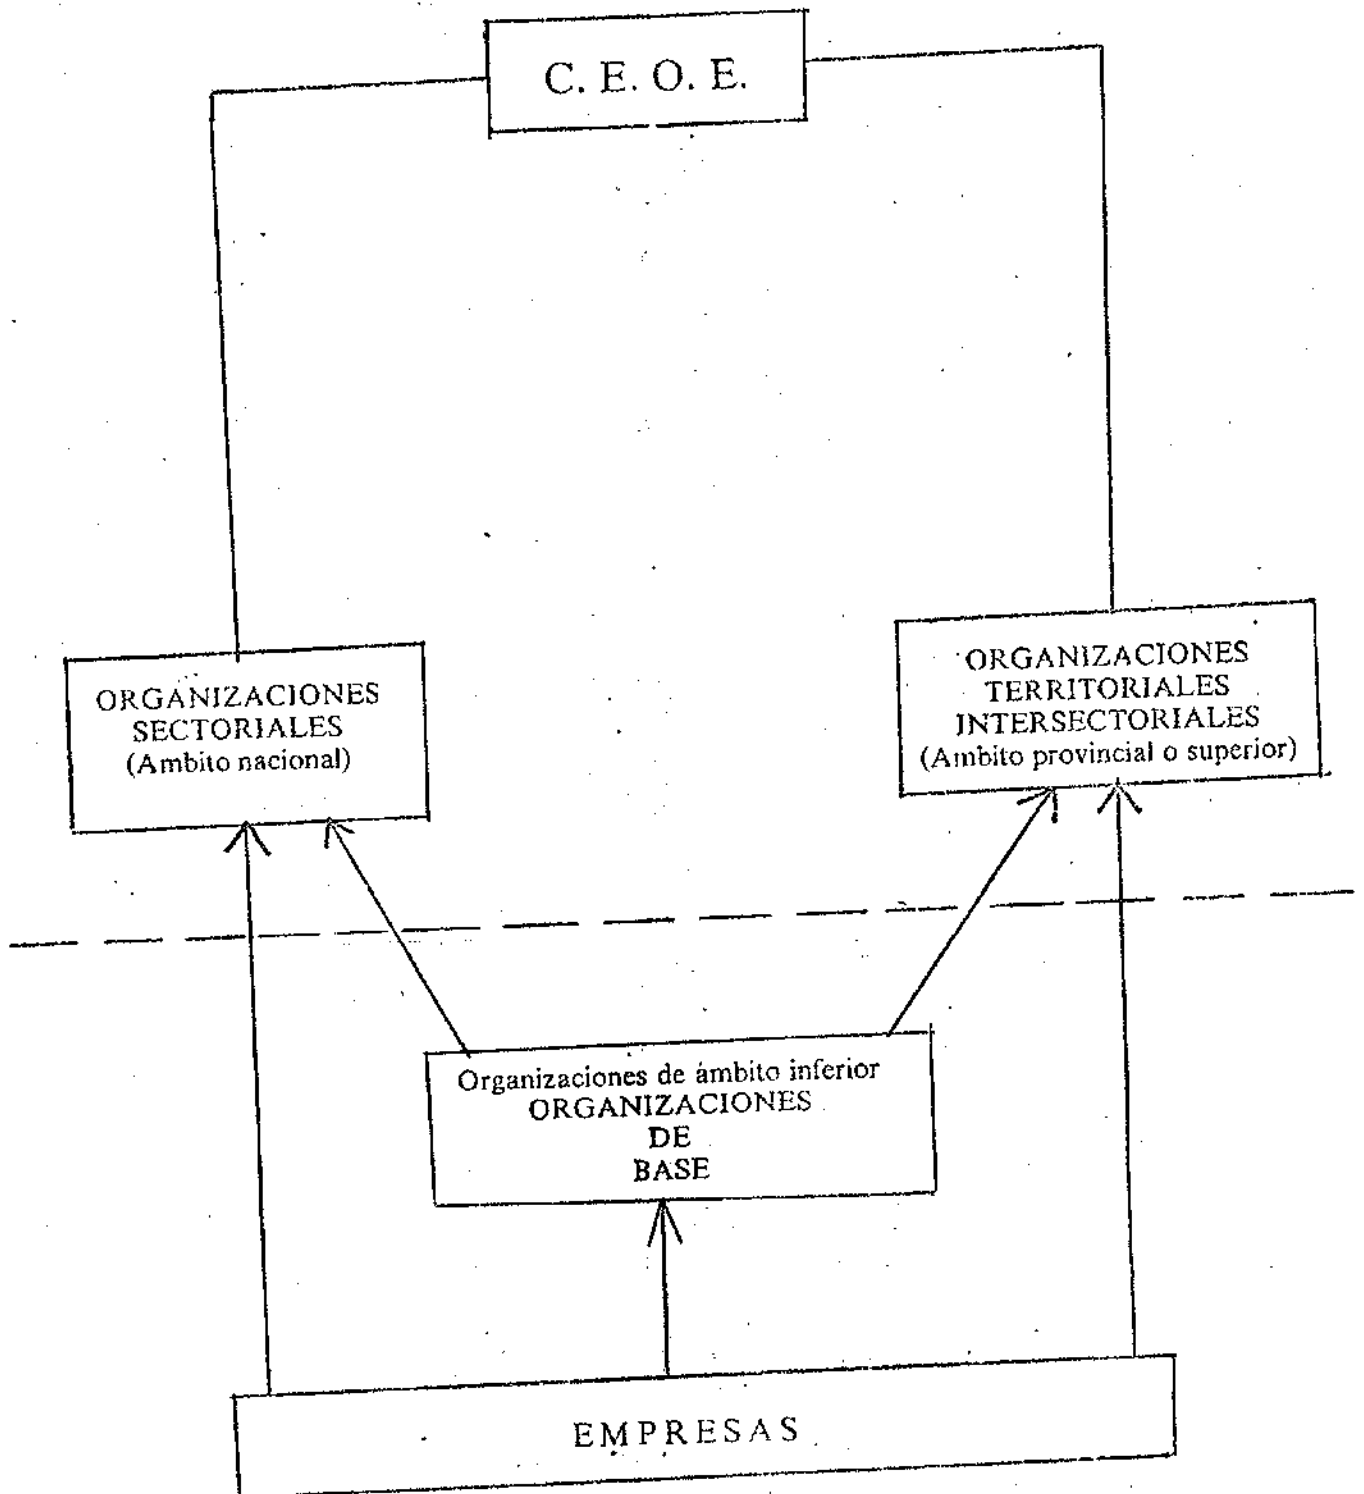 C. E. O. E.
ORGANIZACIONES
SECTORIALES
(Ambito nacional)
ORGANIZACIONES
TERRITORIALES
INTERSECTORIALES
(Ambito provincial o superior)
Organizaciones de ámbito inferior
ORGANIZACIONES
DE
BASE
EMPRESAS